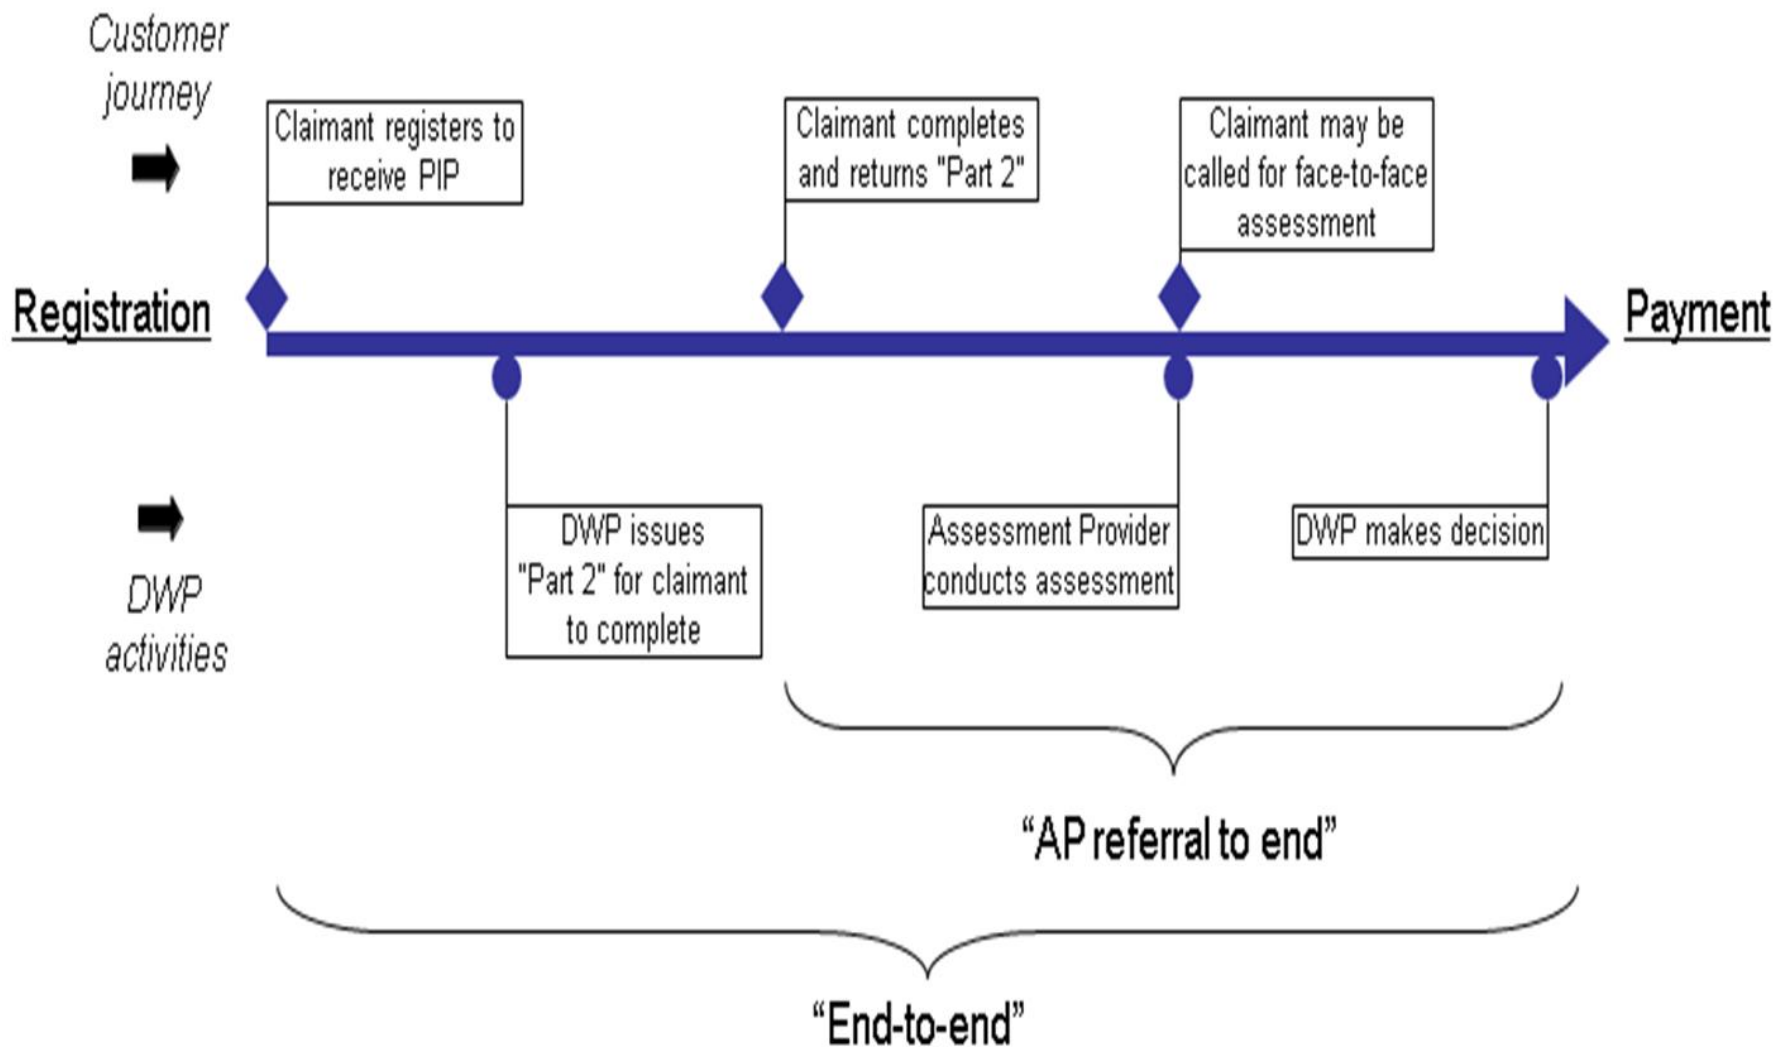 Customer
journey
Claimant registers to
receive PIP
Claimant completes
and returns "Part 2"
Claimant may be
called for face-to-face
assessment
Registration
Payment
DWP issues
"Part 2" for claimant
to complete
Assessment Provider
conducts assessment
DWP makes decision
DWP
activities
“AP referral to end”
“End-to-end”